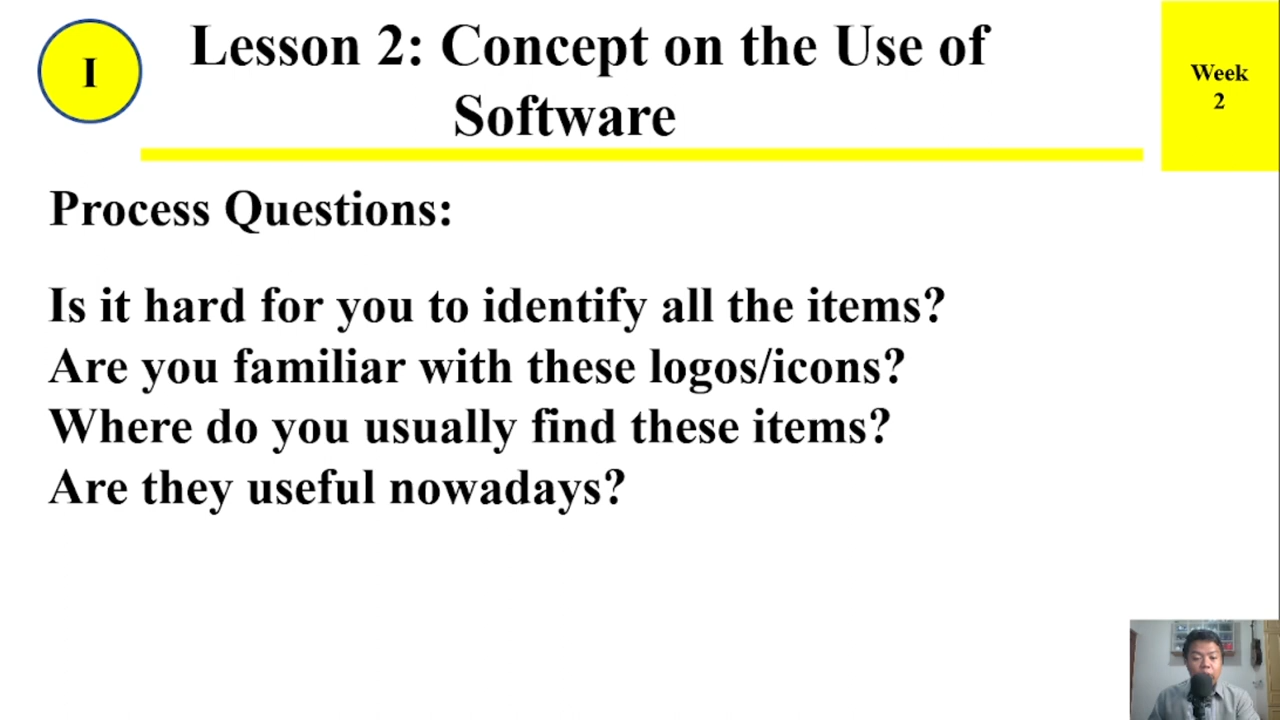 I
Lesson 2: Concept on the Use of
Software
Week
2
Process Questions:
Is it hard for you to identify all the items?
Are you familiar with these logos/icons?
Where do you usually find these items?
Are they useful nowadays?